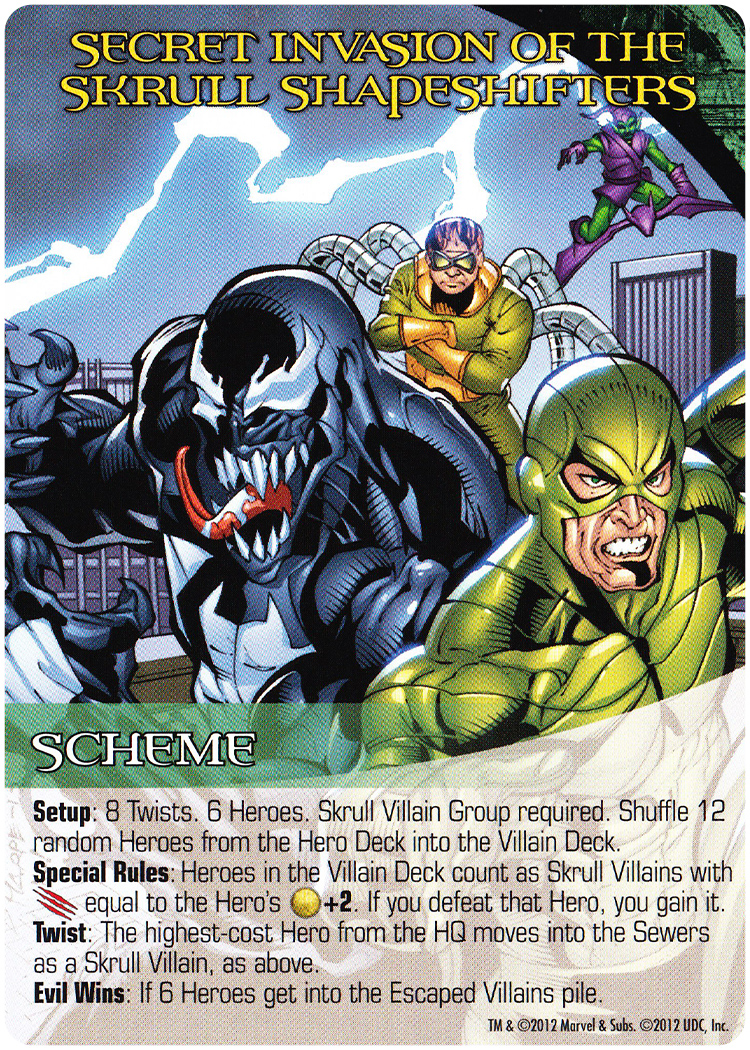 SECRET INVASION OF THE
SKRULL SHAPESHIFTERS
SCHEME
Setup: 8 Twists. 6 Heroes. Skrull Villain Group required. Shuffle 12
random Heroes from the Hero Deck into the Villain Deck.
Special Rules: Heroes in the Villain Deck count as Skrull Villains with
equal to the Hero's +2. If you defeat that Hero, you gain it.
Twist: The highest-cost Hero from the HQ moves into the Sewers
as a Skrull Villain, as above.
Evil Wins: If 6 Heroes get into the Escaped Villains pile.
TM & ©2012 Marvel & Subs. ©2012 UDC, Inc.